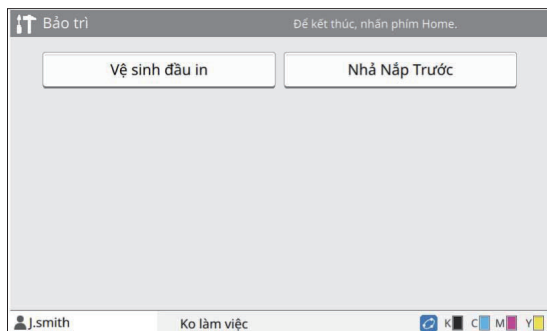 Bảo trì
Để kết thúc, nhấn phím Home.
Vệ sinh đầu in
Nhả Nắp Trước
J.smith
Ko làm việc
K C M Y